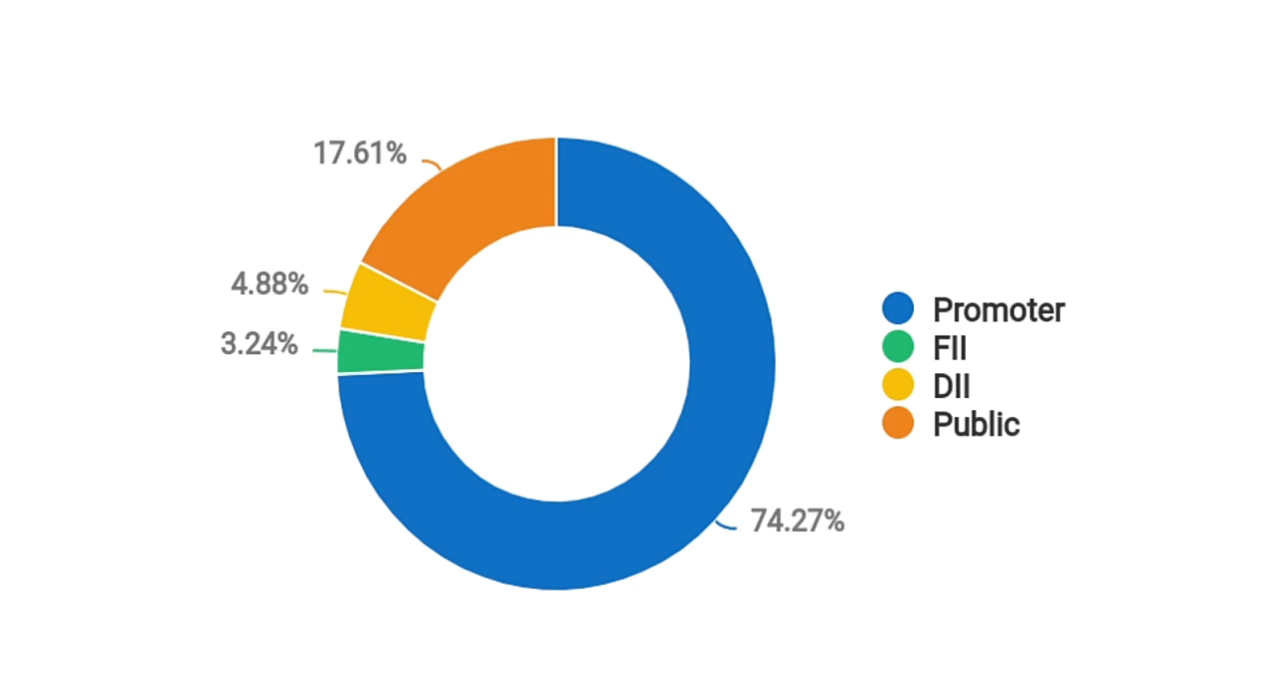 17.61%
4.88%
3.24%
74.27%
Promoter
FII
DII
Public